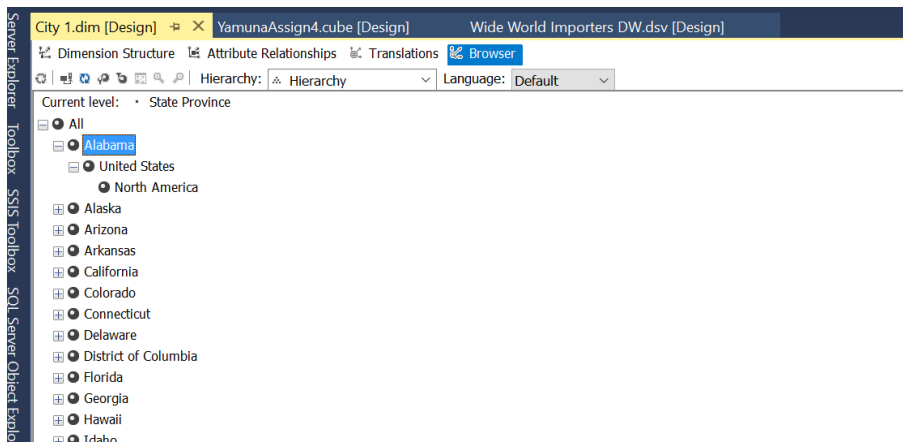 City 1.dim [Design] YamunaAssign4.cube [Design] Wide World Importers DW.dsv [Design]
Dimension Structure Attribute Relationships Translations Browser
Hierarchy: Hierarchy Language: Default
Current level: · State Province
All
Alabama
United States
North America
Alaska
Arizona
Arkansas
California
Colorado
Connecticut
Delaware
District of Columbia
Florida
Georgia
Hawaii
Idaho
Server Explorer
Toolbox
SSIS Toolbox
SQL Server Object Explo